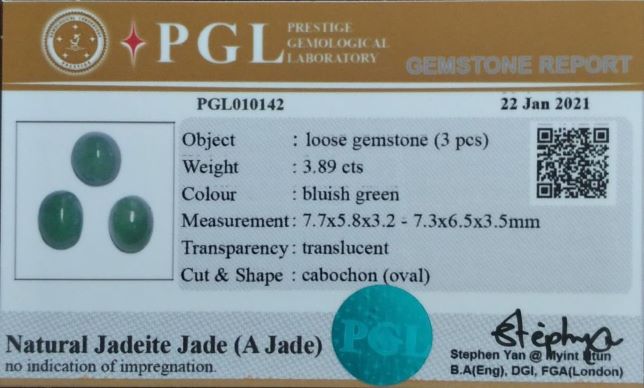 PGL PRESTIGE
GEMOLOGICAL
LABORATORY
GEMSTONE REPORT
PGL010142 22 Jan 2021
Object : loose gemstone (3 pcs)
Weight : 3.89 cts
Colour : bluish green
Measurement : 7.7x5.8x3.2 - 7.3x6.5x3.5mm
Transparency : translucent
Cut & Shape : cabochon (oval)
PGL
Natural Jadeite Jade (A Jade)
no indication of impregnation.
Stephen Yan @ Myint Htun
B.A(Eng), DGI, FGA(London)